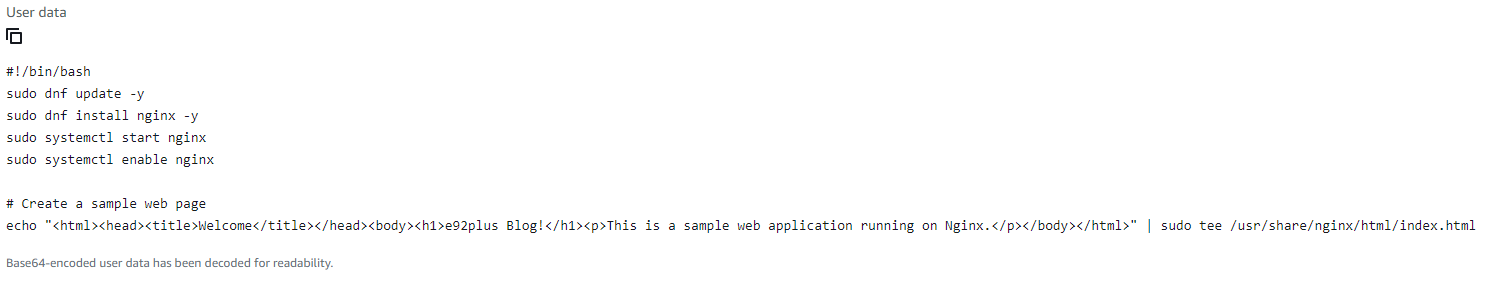 User data
#!/bin/bash
sudo dnf update -y
sudo dnf install nginx -y
sudo systemctl start nginx
sudo systemctl enable nginx
# Create a sample web page
echo "<html><head><title>Welcome</title></head><body><h1>e92plus Blog!</h1><p>This is a sample web application running on Nginx.</p></body></html>" | sudo tee /usr/share/nginx/html/index.html
Base64-encoded user data has been decoded for readability.